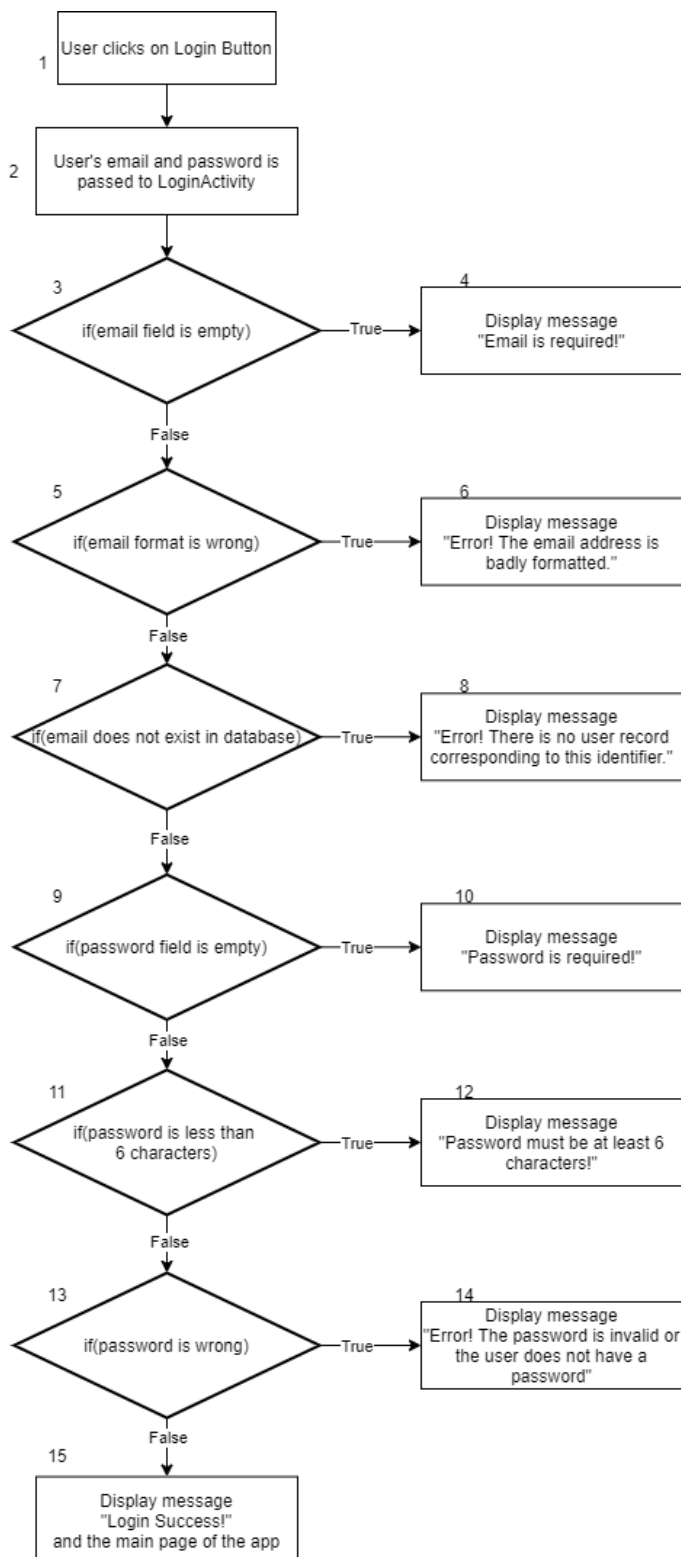 1
User clicks on Login Button
2
User's email and password is
passed to LoginActivity
3
if(email field is empty)
True
4
Display message
"Email is required!"
False
5
if(email format is wrong)
True
6
Display message
"Error! The email address is
badly formatted."
False
7
if(email does not exist in database)
True
8
Display message
"Error! There is no user record
corresponding to this identifier."
False
9
if(password field is empty)
True
10
Display message
"Password is required!"
False
11
if(password is less than
6 characters)
True
12
Display message
"Password must be at least 6
characters!"
False
13
if(password is wrong)
True
14
Display message
"Error! The password is invalid or
the user does not have a
password"
False
15
Display message
"Login Success!"
and the main page of the app